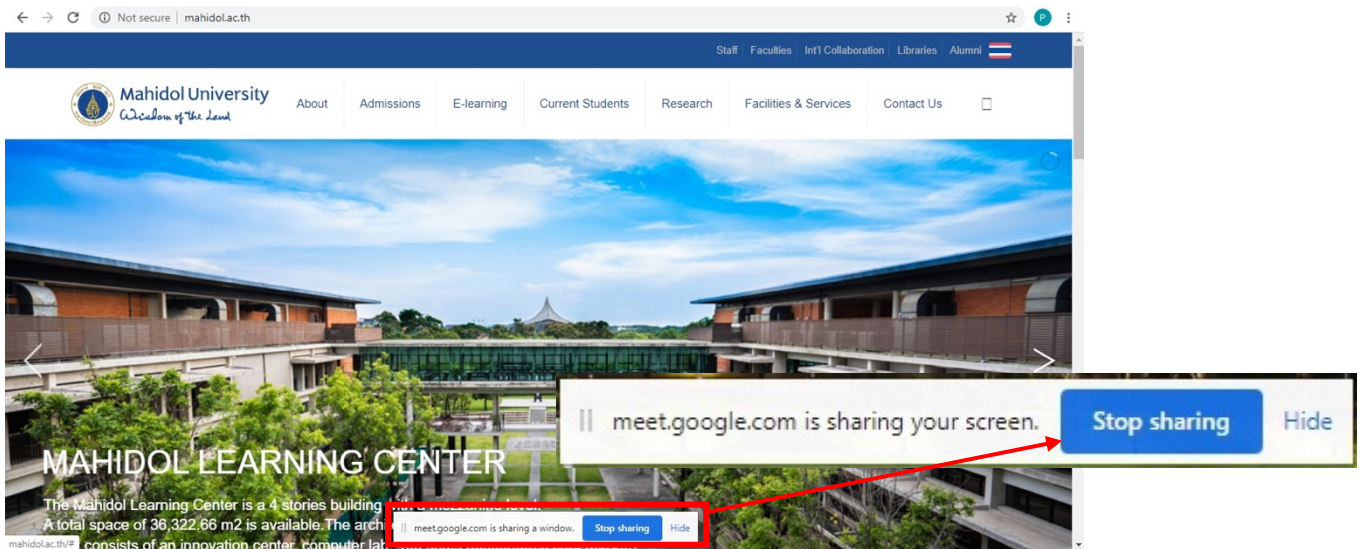 Not secure | mahidol.ac.th
P
Staff Faculties Int'l Collaboration Libraries Alumni
Mahidol University
Wisdom of the Land
About Admissions E-learning Current Students Research Facilities & Services Contact Us
meet.google.com is sharing your screen. Stop sharing Hide
MAHIDOL LEARNING CENTER
The Mahidol Learning Center is a 4 stories building with a mezzanine level.
A total space of 36,322.66 m2 is available. The archi
meet.google.com is sharing a window. Stop sharing Hide
consists of an innovation center, computer lab
mahidol.ac.th/#